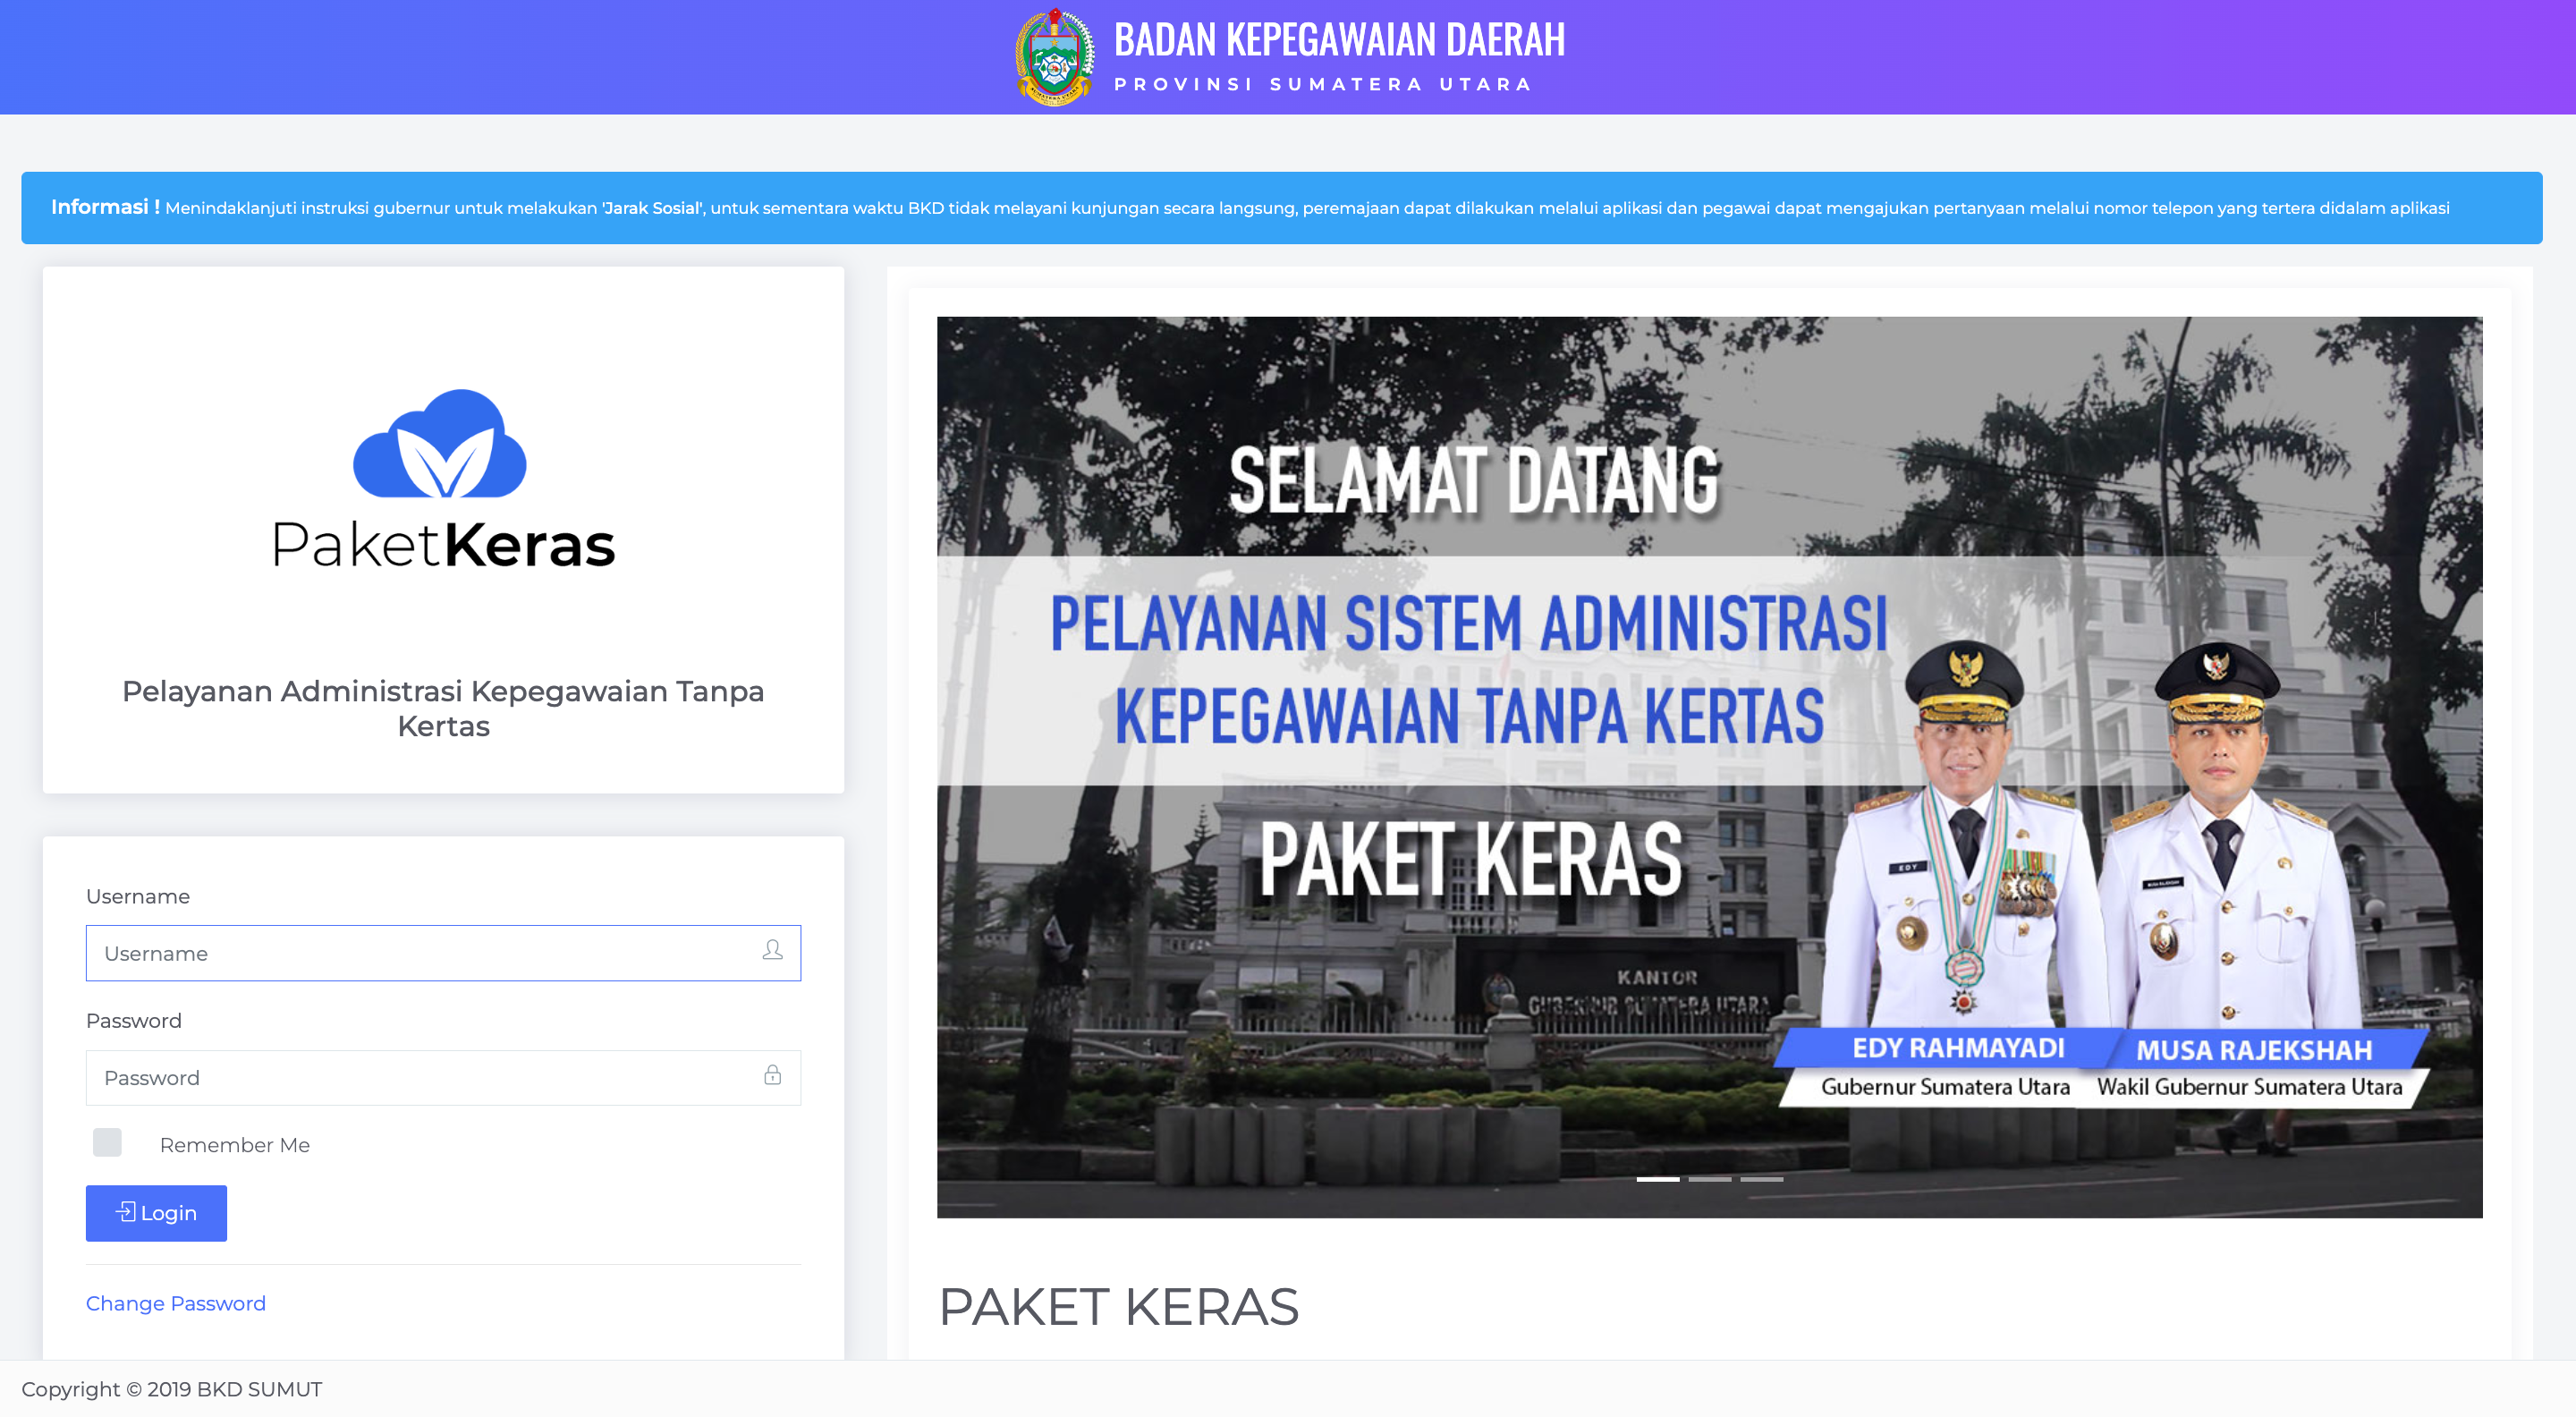 BADAN KEPEGAWAIAN DAERAH
PROVINSI SUMATERA UTARA
Informasi ! Menindaklanjuti instruksi gubernur untuk melakukan 'Jarak Sosial', untuk sementara waktu BKD tidak melayani kunjungan secara langsung, peremajaan dapat dilakukan melalui aplikasi dan pegawai dapat mengajukan pertanyaan melalui nomor telepon yang tertera didalam aplikasi
PaketKeras
Pelayanan Administrasi Kepegawaian Tanpa
Kertas
Username
Username
Password
Password
Remember Me
Login
Change Password
SELAMAT DATANG
PELAYANAN SISTEM ADMINISTRASI
KEPEGAWAIAN TANPA KERTAS
PAKET KERAS
KANTOR
GUBERNUR SUMATERA UTARA
EDY
EDY RAHMAYADI
Gubernur Sumatera Utara
MUSA RAJEKSHAH
Wakil Gubernur Sumatera Utara
PAKET KERAS
Copyright © 2019 BKD SUMUT